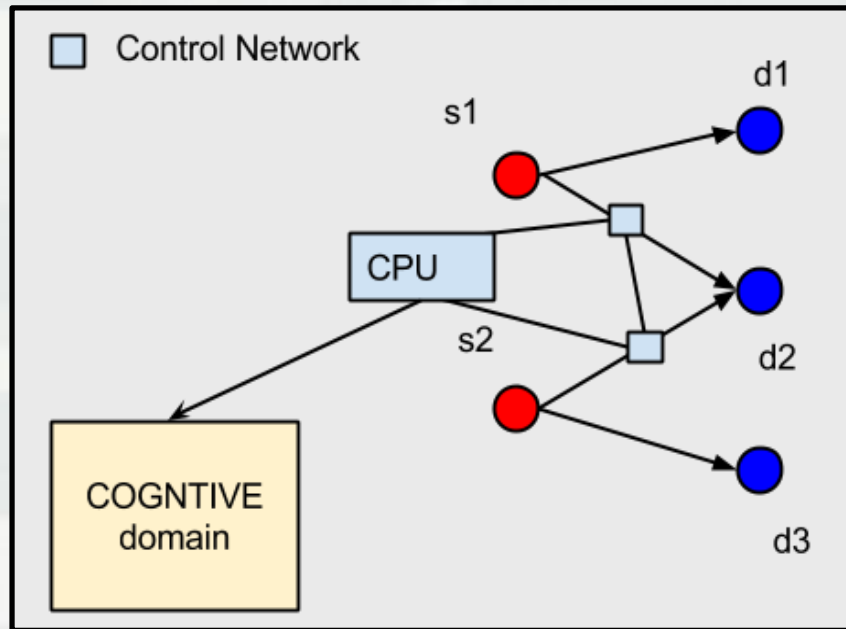 Control Network
d1
s1
CPU
s2
d2
COGNTIVE
domain
d3